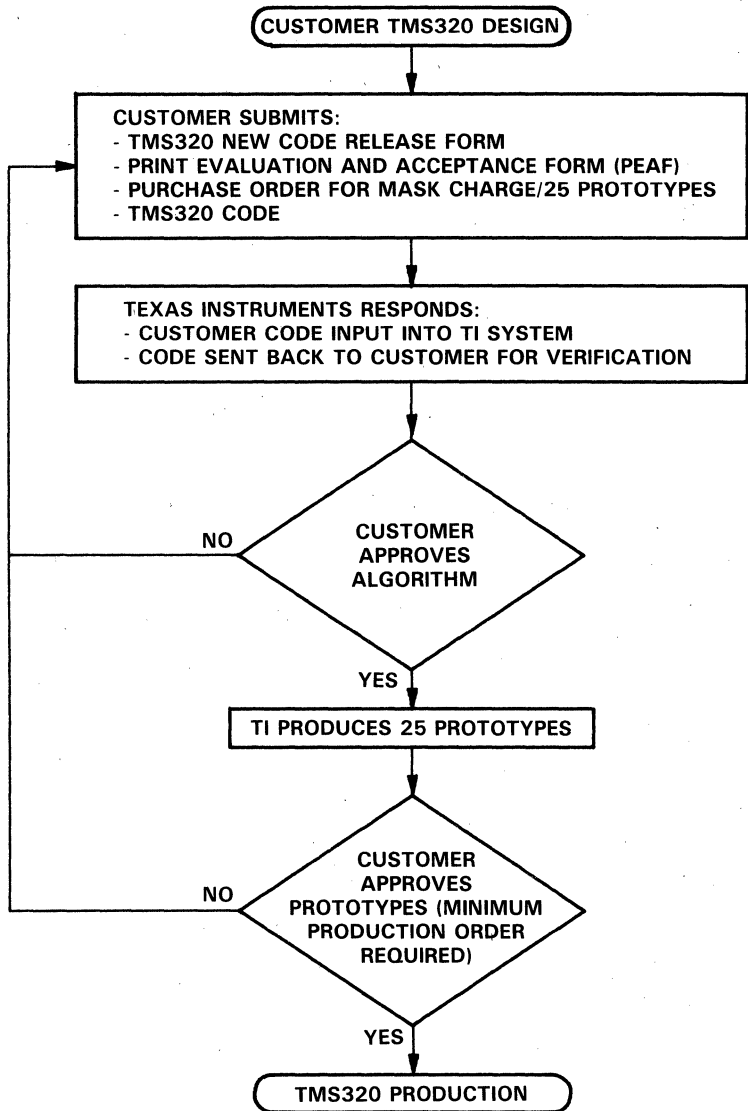 CUSTOMER TMS320 DESIGN
CUSTOMER SUBMITS:
- TMS320 NEW CODE RELEASE FORM
- PRINT EVALUATION AND ACCEPTANCE FORM (PEAF)
- PURCHASE ORDER FOR MASK CHARGE/25 PROTOTYPES
- TMS320 CODE
TEXAS INSTRUMENTS RESPONDS:
- CUSTOMER CODE INPUT INTO TI SYSTEM
- CODE SENT BACK TO CUSTOMER FOR VERIFICATION
NO
CUSTOMER
APPROVES
ALGORITHM
YES
TI PRODUCES 25 PROTOTYPES
NO
CUSTOMER
APPROVES
PROTOTYPES (MINIMUM
PRODUCTION ORDER
REQUIRED)
YES
TMS320 PRODUCTION